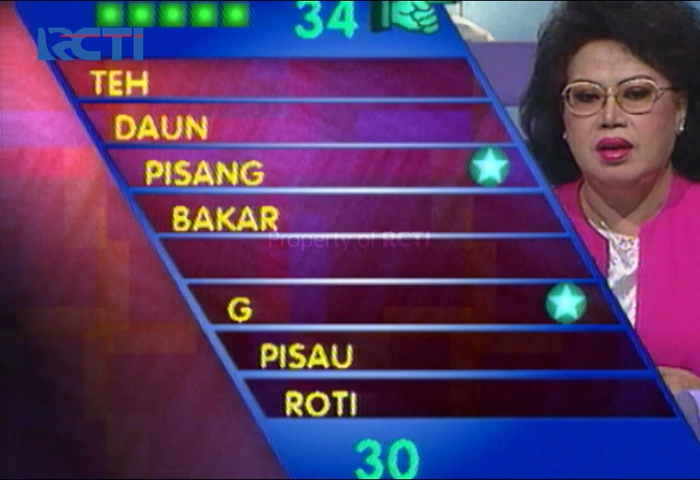 34
RCTI
TEH
DAUN
PISANG
BAKAR
Property of RCTI
G
PISAU
ROTI
30